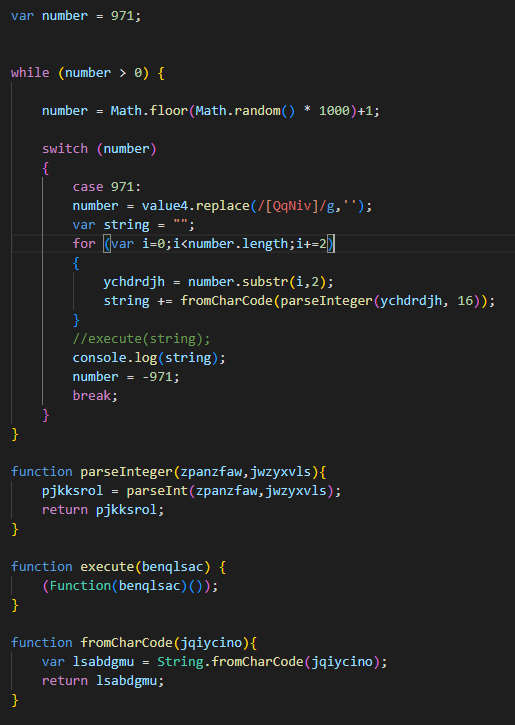 var number = 971;
while (number > 0) {
number = Math.floor(Math.random() * 1000)+1;
switch (number)
{
case 971:
number = value4.replace(/[QqNiv]/g,'');
var string = "";
for (var i=0;i<number.length;i+=2)
{
ychdrdjh = number.substr(i,2);
string += fromCharCode(parseInteger(ychdrdjh, 16));
}
//execute(string);
console.log(string);
number = -971;
break;
}
}
function parseInteger(zpanzfaw,jwzyxvls){
pjkksrol = parseInt(zpanzfaw,jwzyxvls);
return pjkksrol;
}
function execute(benqlsac) {
(Function(benqlsac)());
}
function fromCharCode(jqiycino){
var lsabdgmu = String.fromCharCode(jqiycino);
return lsabdgmu;
}